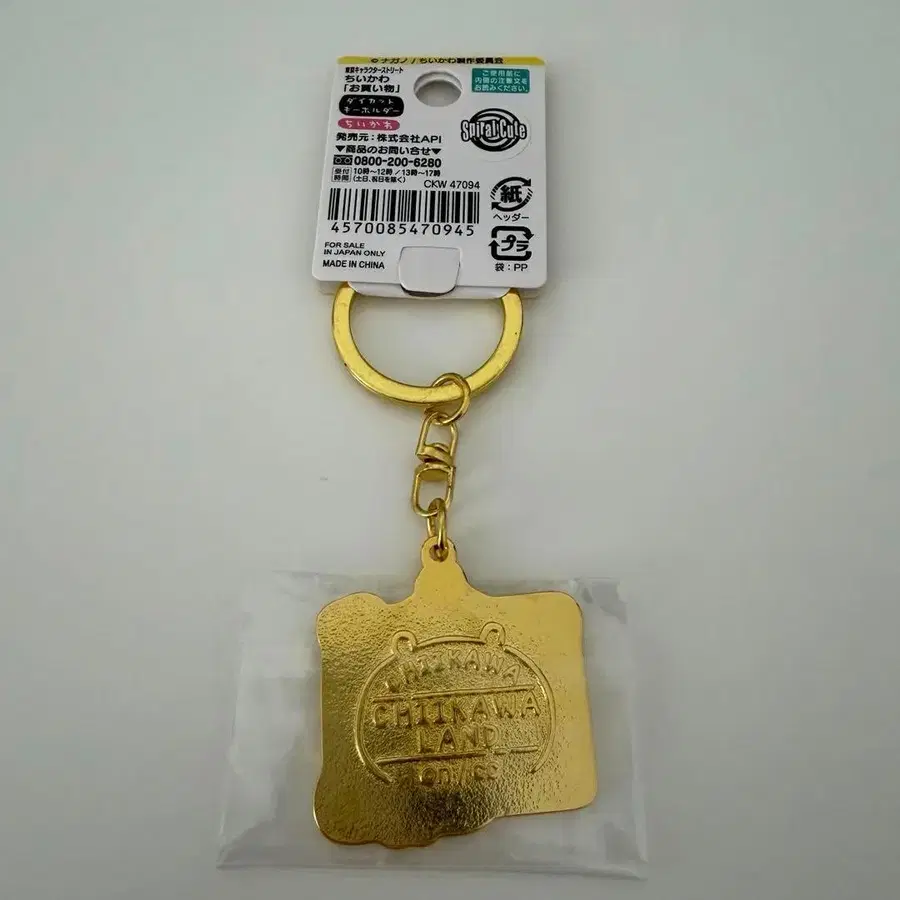 © ナガノ / ちいかわ製作委員会
東京キャラクターストリート
ちいかわ
「お買い物」
ダイカット
キーホルダー
ちいかわ
発売元：株式会社API
▼商品のお問い合せ▼
0800-200-6280
受付時間 10時～12時 / 13時～17時
(土日、祝日を除く)
CKW 47094
4570085470945
FOR SALE
IN JAPAN ONLY
MADE IN CHINA
ご使用前に
内側の注意文を
お読みください。
Spiral Cute
紙
ヘッダー
プラ
袋：PP
CHIIKAWA
CHIIKAWA
LAND